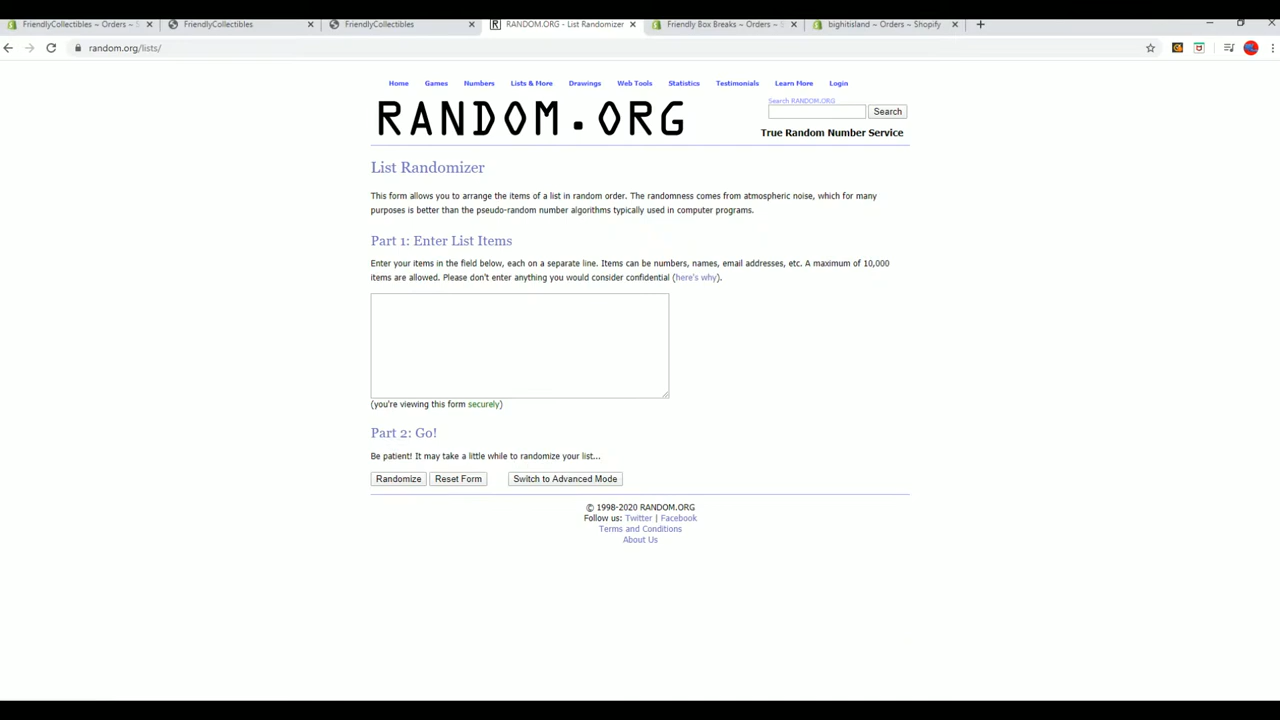 FriendlyCollectibles ~ Orders ~ S
FriendlyCollectibles
FriendlyCollectibles
RANDOM.ORG - List Randomizer
Friendly Box Breaks ~ Orders ~ S
bighitisland ~ Orders ~ Shopify
random.org/lists/
Home Games Numbers Lists & More Drawings Web Tools Statistics Testimonials Learn More Login
RANDOM.ORG
Search RANDOM.ORG
Search
True Random Number Service
List Randomizer
This form allows you to arrange the items of a list in random order. The randomness comes from atmospheric noise, which for many
purposes is better than the pseudo-random number algorithms typically used in computer programs.
Part 1: Enter List Items
Enter your items in the field below, each on a separate line. Items can be numbers, names, email addresses, etc. A maximum of 10,000
items are allowed. Please don't enter anything you would consider confidential (here's why).
(you're viewing this form securely)
Part 2: Go!
Be patient! It may take a little while to randomize your list...
Randomize Reset Form Switch to Advanced Mode
© 1998-2020 RANDOM.ORG
Follow us: Twitter | Facebook
Terms and Conditions
About Us